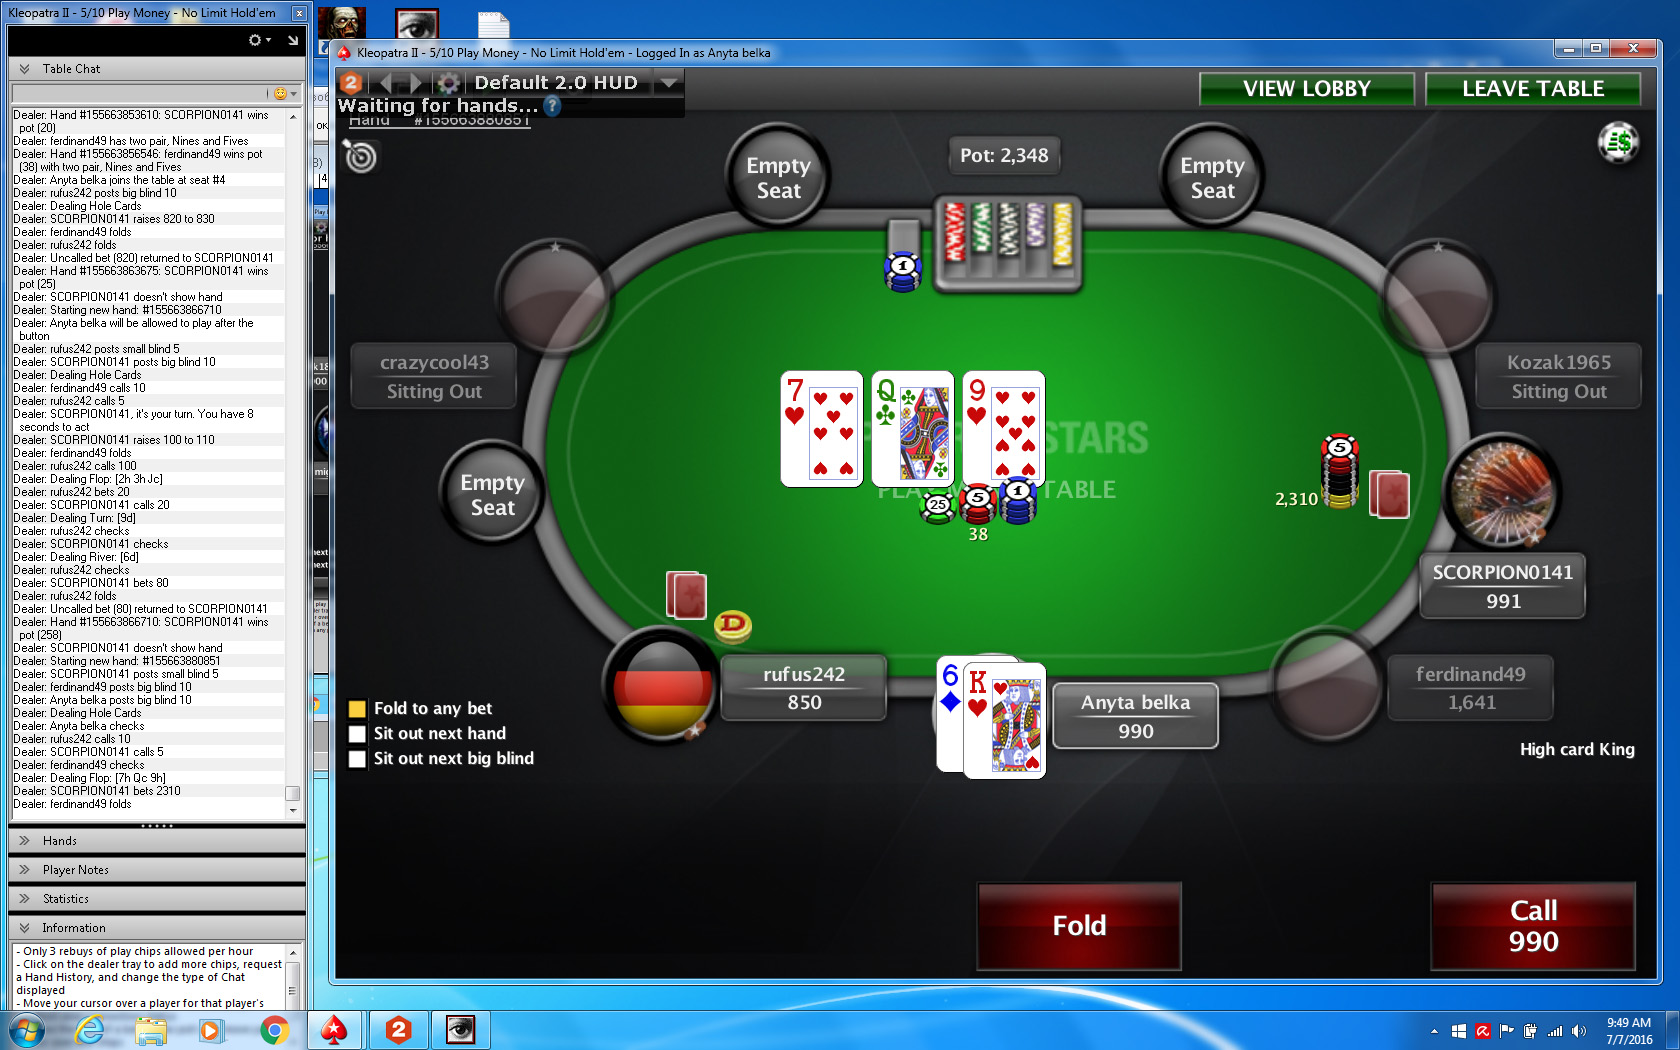 Kleopatra II - 5/10 Play Money - No Limit Hold'em
Table Chat
Dealer: Hand #155663853610: SCORPION0141 wins
pot (20)
Dealer: ferdinand49 has two pair, Nines and Fives
Dealer: Hand #155663856546: ferdinand49 wins pot
(38) with two pair, Nines and Fives
Dealer: Anyta belka joins the table at seat #4
Dealer: rufus242 posts big blind 10
Dealer: Dealing Hole Cards
Dealer: SCORPION0141 raises 820 to 830
Dealer: ferdinand49 folds
Dealer: rufus242 folds
Dealer: Uncalled bet (820) returned to SCORPION0141
Dealer: Hand #155663863675: SCORPION0141 wins
pot (25)
Dealer: SCORPION0141 doesn't show hand
Dealer: Starting new hand: #155663866710
Dealer: Anyta belka will be allowed to play after the
button
Dealer: rufus242 posts small blind 5
Dealer: SCORPION0141 posts big blind 10
Dealer: Dealing Hole Cards
Dealer: ferdinand49 calls 10
Dealer: rufus242 calls 5
Dealer: SCORPION0141, it's your turn. You have 8
seconds to act
Dealer: SCORPION0141 raises 100 to 110
Dealer: ferdinand49 folds
Dealer: rufus242 calls 100
Dealer: Dealing Flop: [2h 3h Jc]
Dealer: rufus242 bets 20
Dealer: SCORPION0141 calls 20
Dealer: Dealing Turn: [9d]
Dealer: rufus242 checks
Dealer: SCORPION0141 checks
Dealer: Dealing River: [6d]
Dealer: rufus242 checks
Dealer: SCORPION0141 bets 80
Dealer: rufus242 folds
Dealer: Uncalled bet (80) returned to SCORPION0141
Dealer: Hand #155663866710: SCORPION0141 wins
pot (258)
Dealer: SCORPION0141 doesn't show hand
Dealer: Starting new hand: #155663880851
Dealer: SCORPION0141 posts small blind 5
Dealer: ferdinand49 posts big blind 10
Dealer: Anyta belka posts big blind 10
Dealer: Dealing Hole Cards
Dealer: Anyta belka checks
Dealer: rufus242 calls 10
Dealer: SCORPION0141 calls 5
Dealer: ferdinand49 checks
Dealer: Dealing Flop: [7h Qc 9h]
Dealer: SCORPION0141 bets 2310
Dealer: ferdinand49 folds
Hands
Player Notes
Statistics
Information
- Only 3 rebuys of play chips allowed per hour
- Click on the dealer tray to add more chips, request
a Hand History, and change the type of Chat
displayed
- Move your cursor over a player for that player's
Kleopatra II - 5/10 Play Money - No Limit Hold'em - Logged In as Anyta belka
2
Default 2.0 HUD
Waiting for hands... ?
Hand #155663880851
VIEW LOBBY
LEAVE TABLE
Empty
Seat
Pot: 2,348
Empty
Seat
1
crazycool43
Sitting Out
Kozak1965
Sitting Out
7
Q
9
STARS
TABLE
25
5
1
38
Empty
Seat
5
2,310
SCORPION0141
991
D
rufus242
850
6
K
Anyta belka
990
ferdinand49
1,641
High card King
Fold to any bet
Sit out next hand
Sit out next big blind
Fold
Call
990
2
9:49 AM
7/7/2016